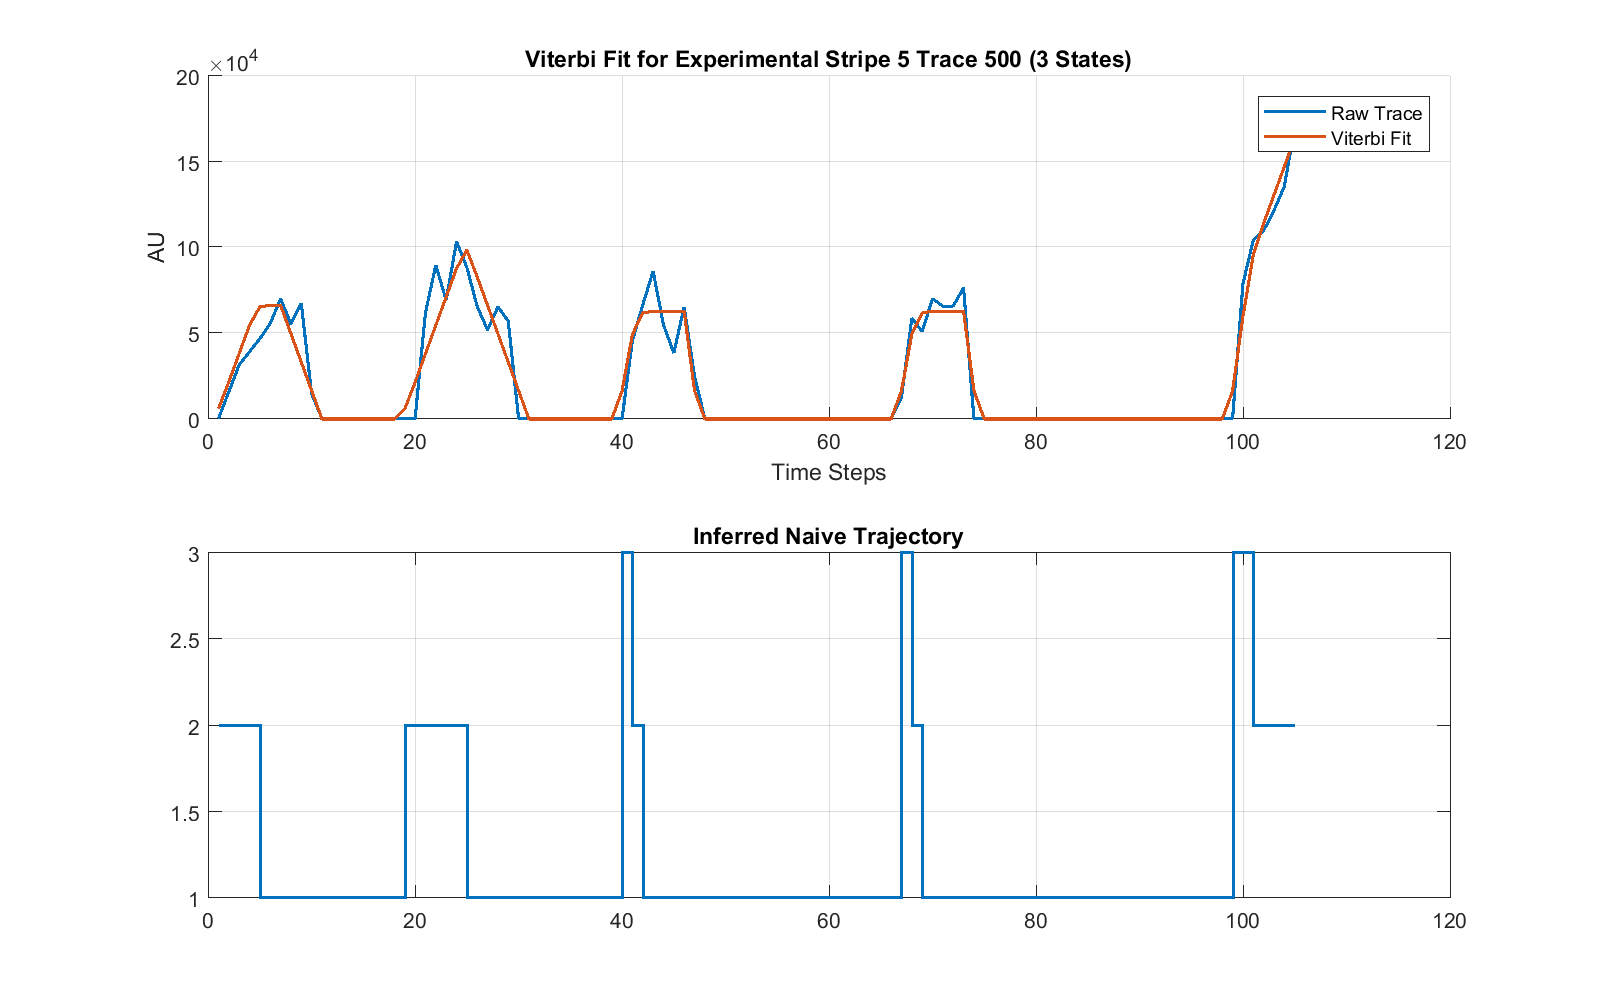 Viterbi Fit for Experimental Stripe 5 Trace 500 (3 States)
×10^4
20
15
10
5
0
AU
Raw Trace
Viterbi Fit
0 20 40 60 80 100 120
Time Steps
Inferred Naive Trajectory
3
2.5
2
1.5
1
0 20 40 60 80 100 120